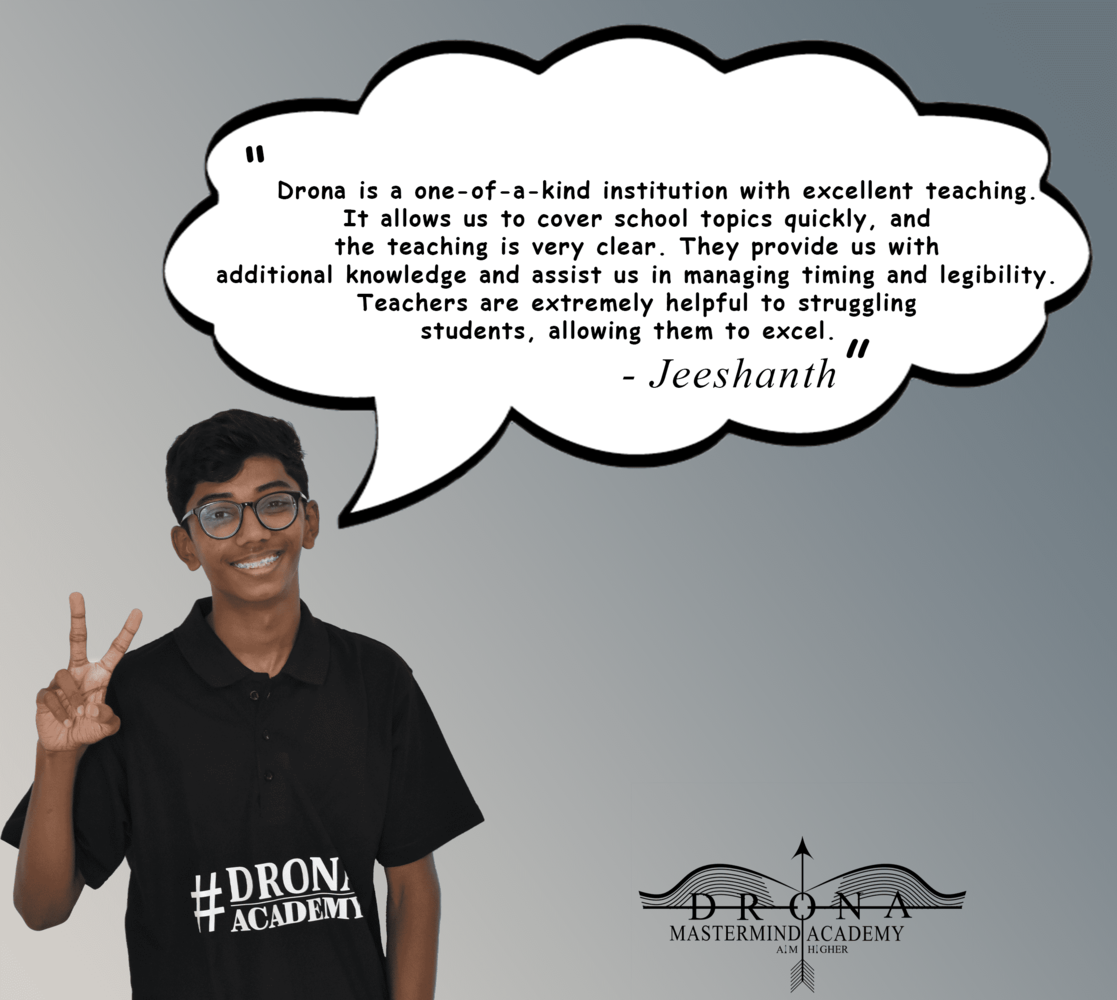 "
Drona is a one-of-a-kind institution with excellent teaching.
It allows us to cover school topics quickly, and
the teaching is very clear. They provide us with
additional knowledge and assist us in managing timing and legibility.
Teachers are extremely helpful to struggling
students, allowing them to excel.
"
- Jeeshanth
#DRONA
ACADEMY
DRONA
MASTERMIND ACADEMY
AIM HIGHER